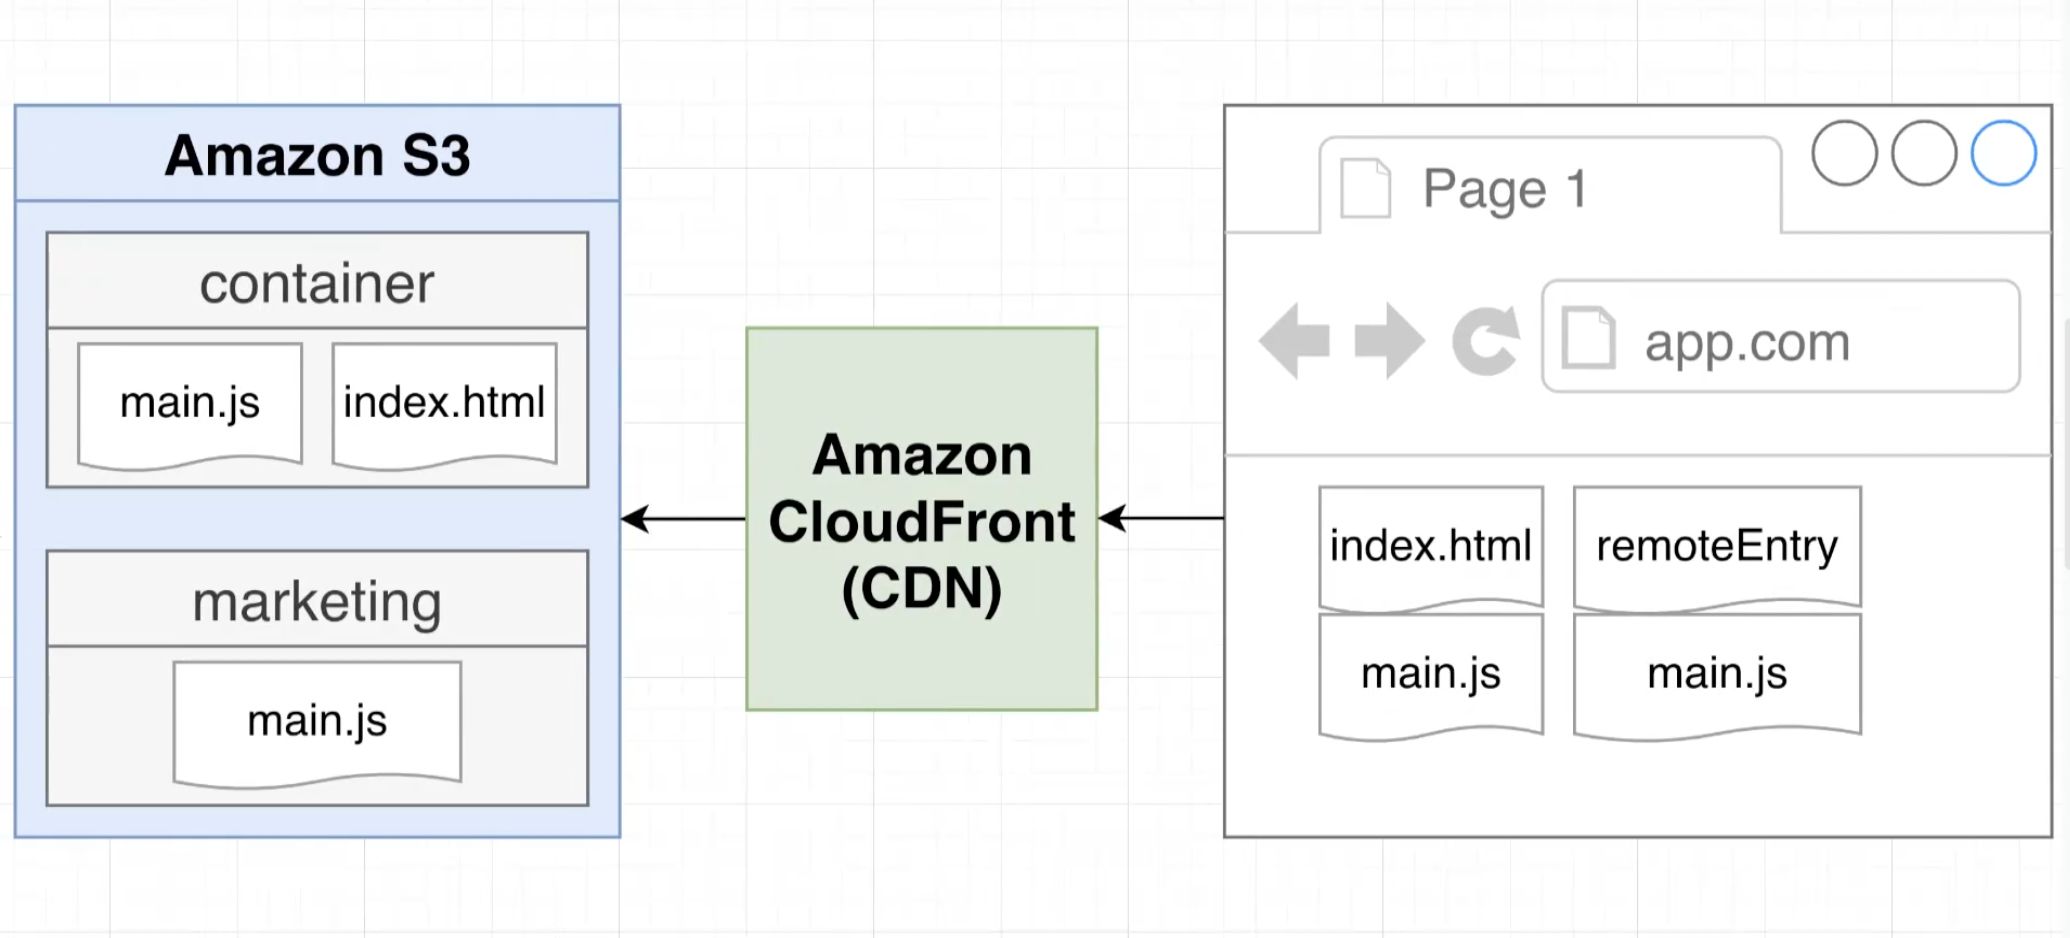 Amazon S3
container
main.js
index.html
marketing
main.js
Amazon
CloudFront
(CDN)
Page 1
app.com
index.html
remoteEntry
main.js
main.js